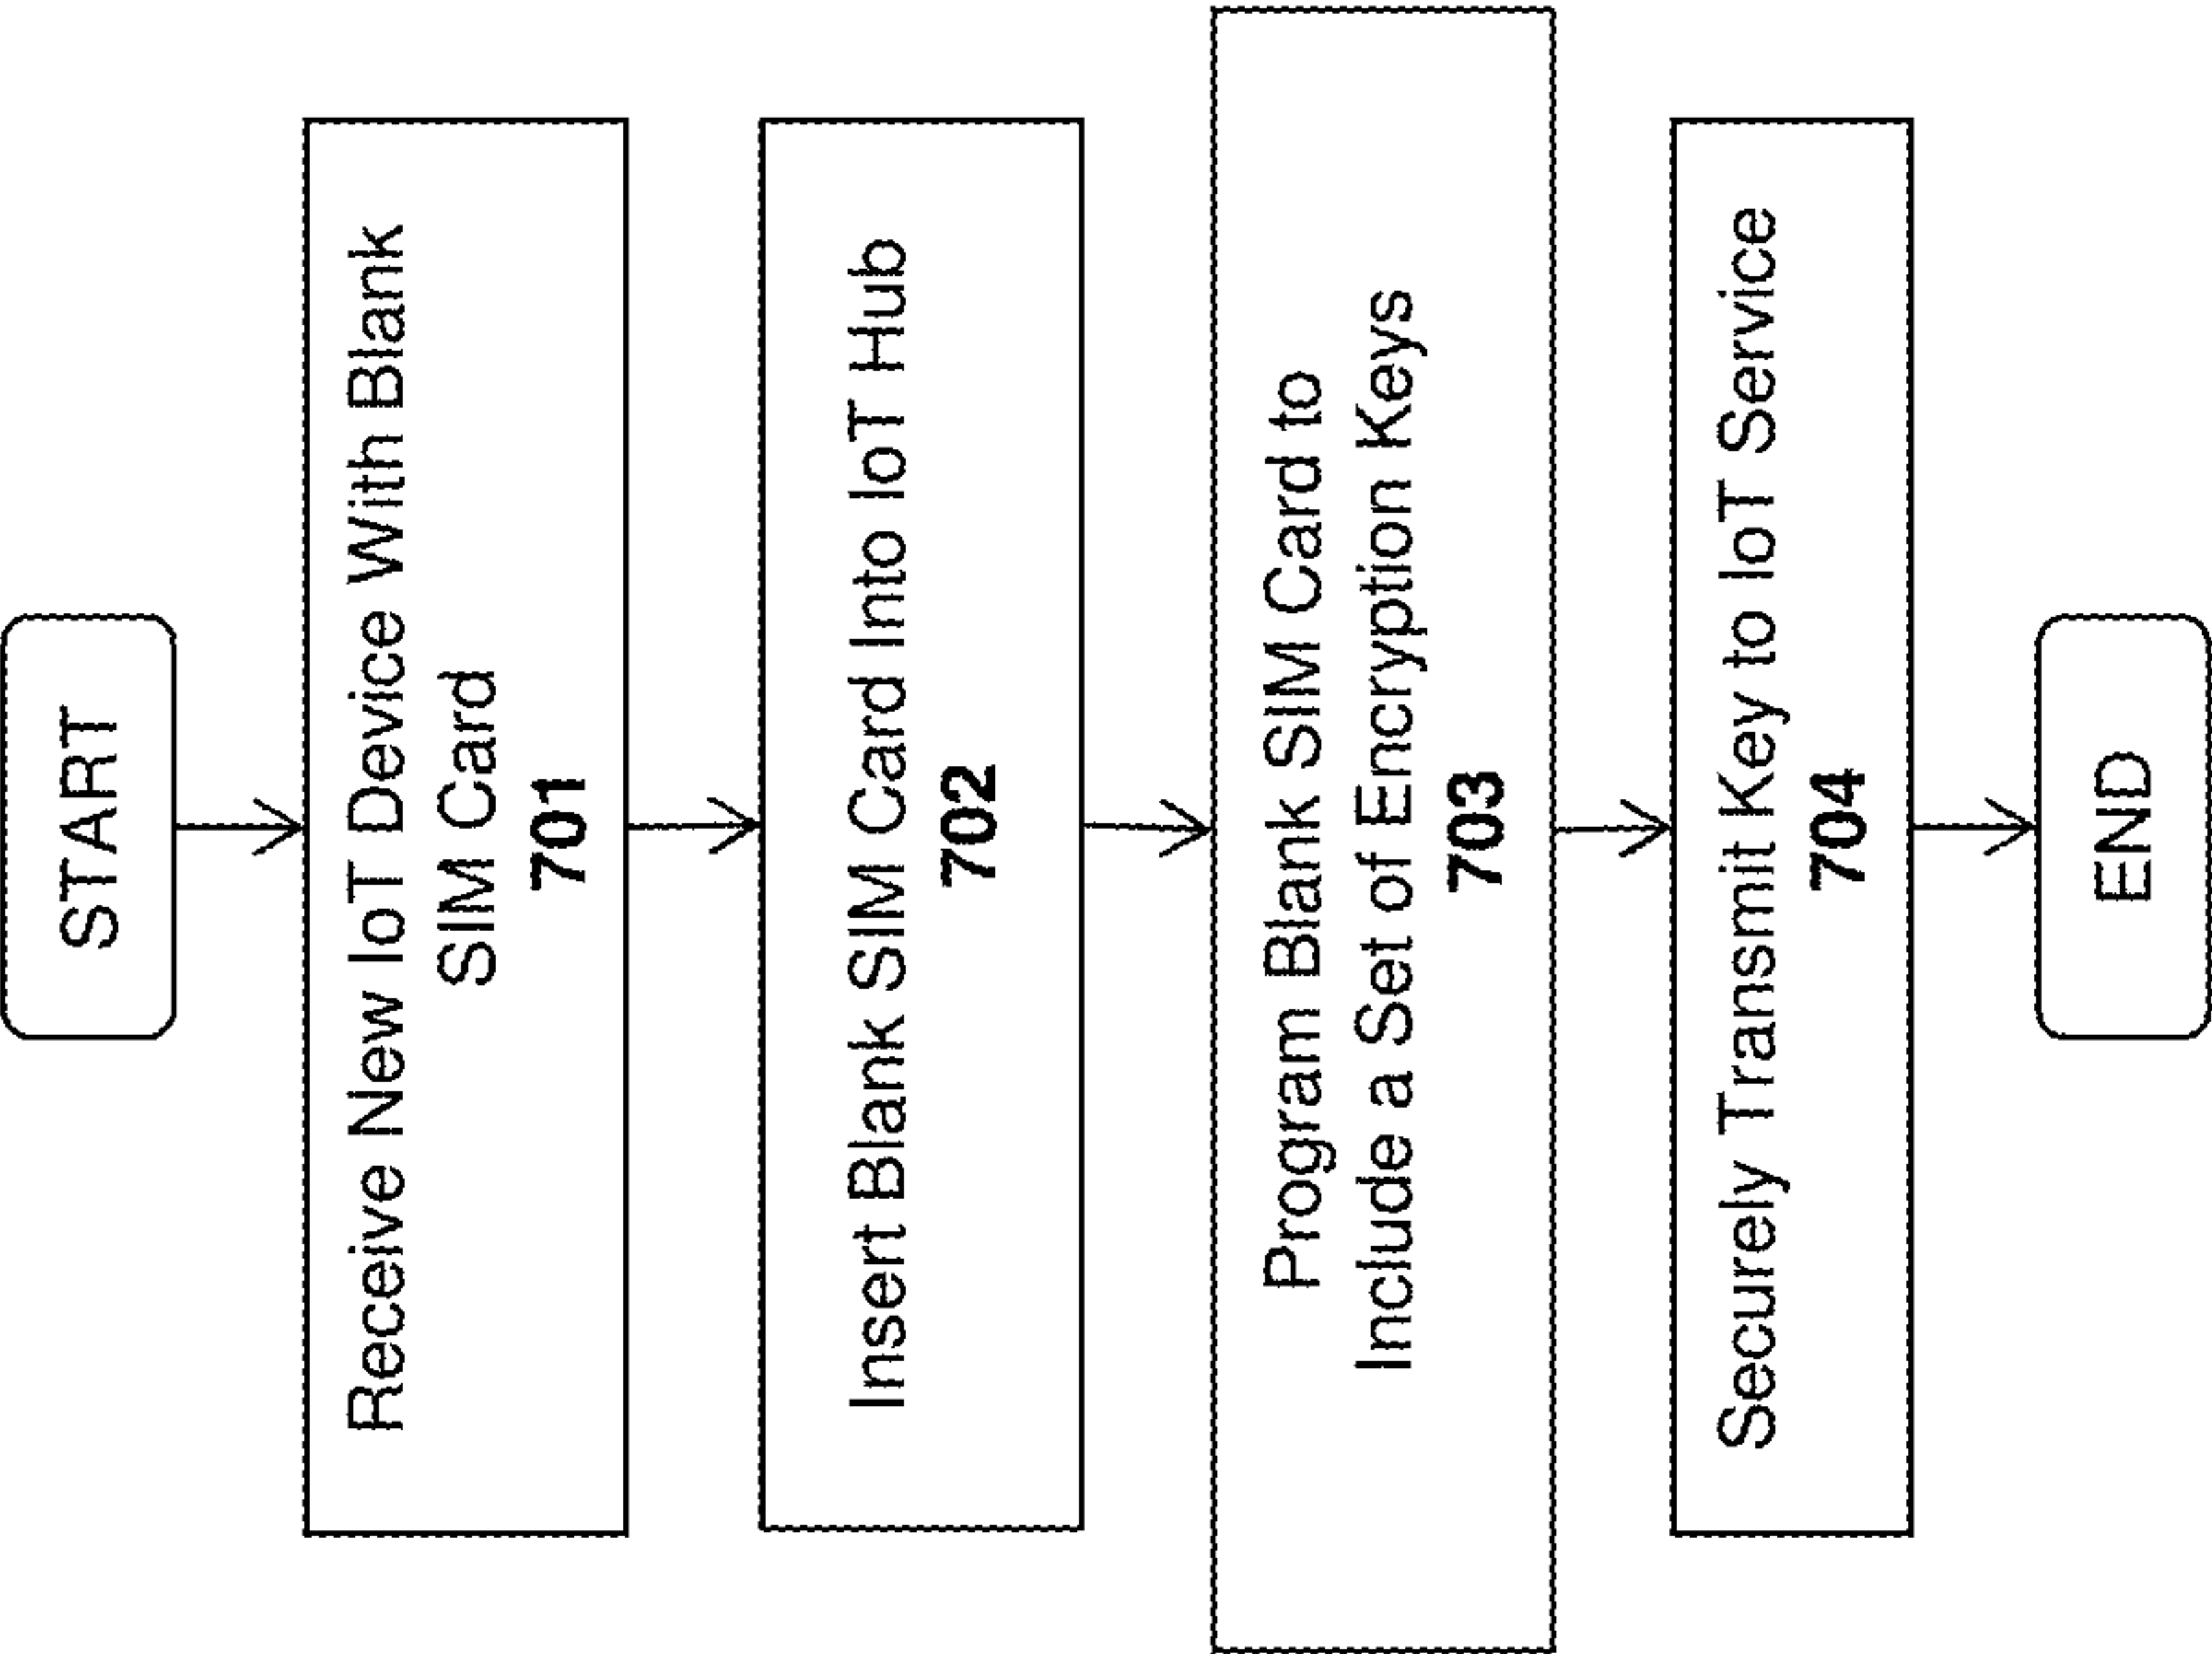 START
Receive New IoT Device With Blank
SIM Card
701
Insert Blank SIM Card Into IoT Hub
702
Program Blank SIM Card to
Include a Set of Encryption Keys
703
Securely Transmit Key to IoT Service
704
END